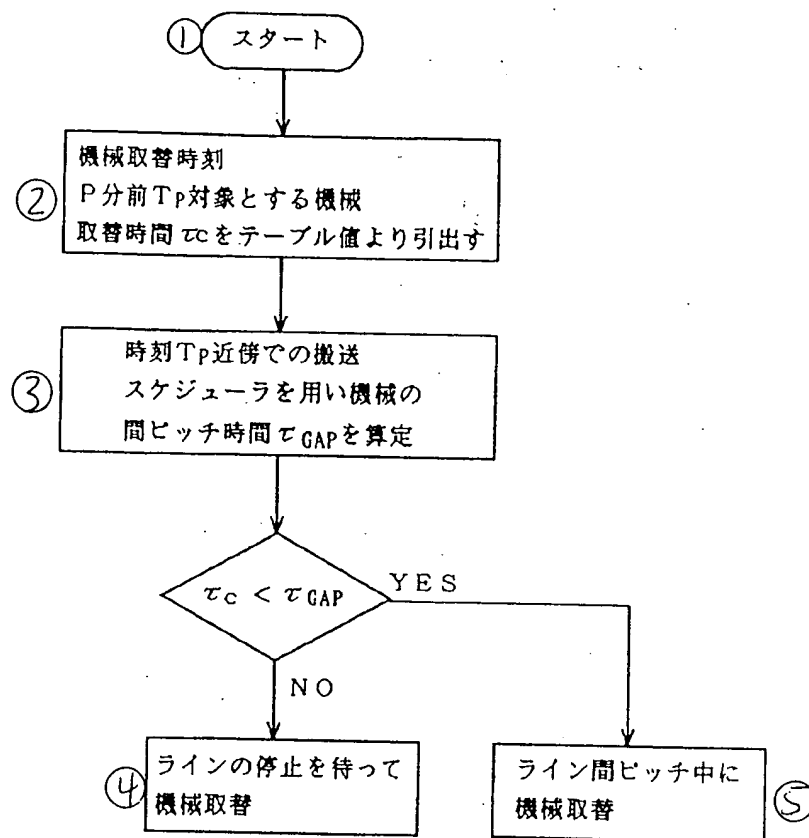 ① スタート
機械取替時刻
② P分前Tp対象とする機械
取替時間τcをテーブル値より引出す
時刻Tp近傍での搬送
③ スケジューラを用い機械の
間ピッチ時間τGAPを算定
τc < τGAP
YES
NO
④ ラインの停止を待って
機械取替
ライン間ピッチ中に
機械取替 ⑤